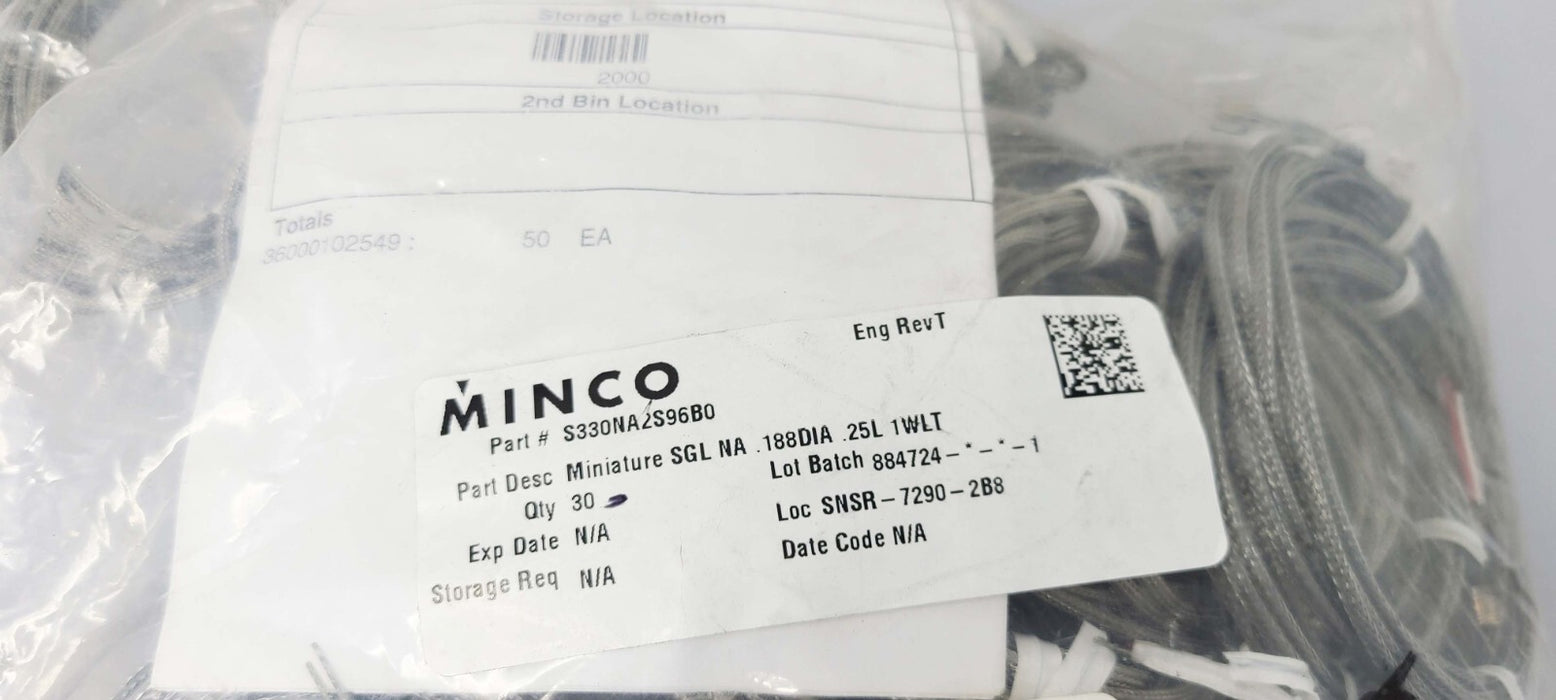 Storage Location
2000
2nd Bin Location
Totals
36000102549 : 50 EA
Eng RevT
MINCO
Part # S330NA2S96B0
Part Desc Miniature SGL NA .188DIA .25L 1WLT
Qty 30
Lot Batch 884724-*-*-1
Exp Date N/A
Loc SNSR-7290-2B8
Storage Req N/A
Date Code N/A